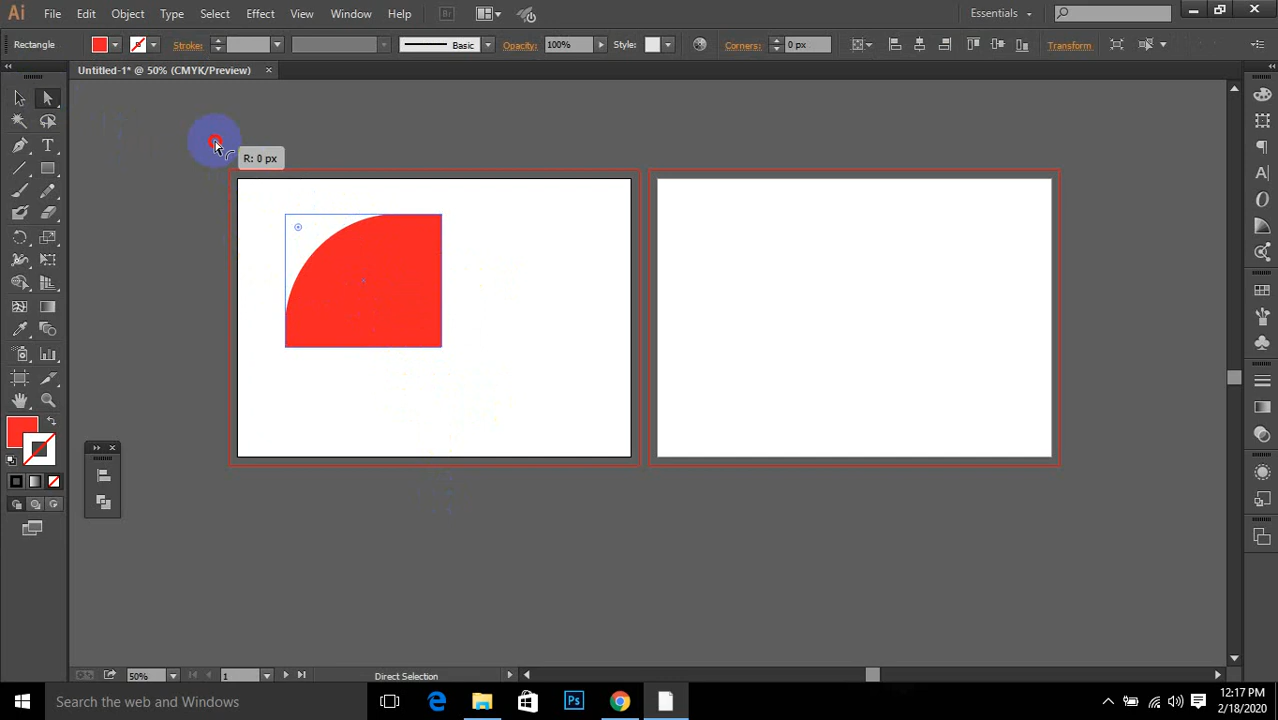 Ai File Edit Object Type Select Effect View Window Help Br Essentials
Rectangle Stroke: Basic Opacity: 100% Style: Corners: 0 px Transform
Untitled-1* @ 50% (CMYK/Preview)
R: 0 px
50% 1 Direct Selection
Search the web and Windows Ps 12:17 PM
2/18/2020